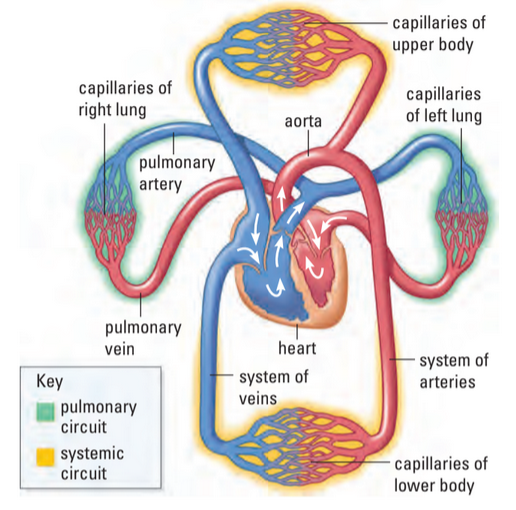 capillaries of
upper body
capillaries of
right lung
capillaries
of left lung
aorta
pulmonary
artery
pulmonary
vein
heart
system of
veins
system of
arteries
Key
pulmonary
circuit
systemic
circuit
capillaries of
lower body